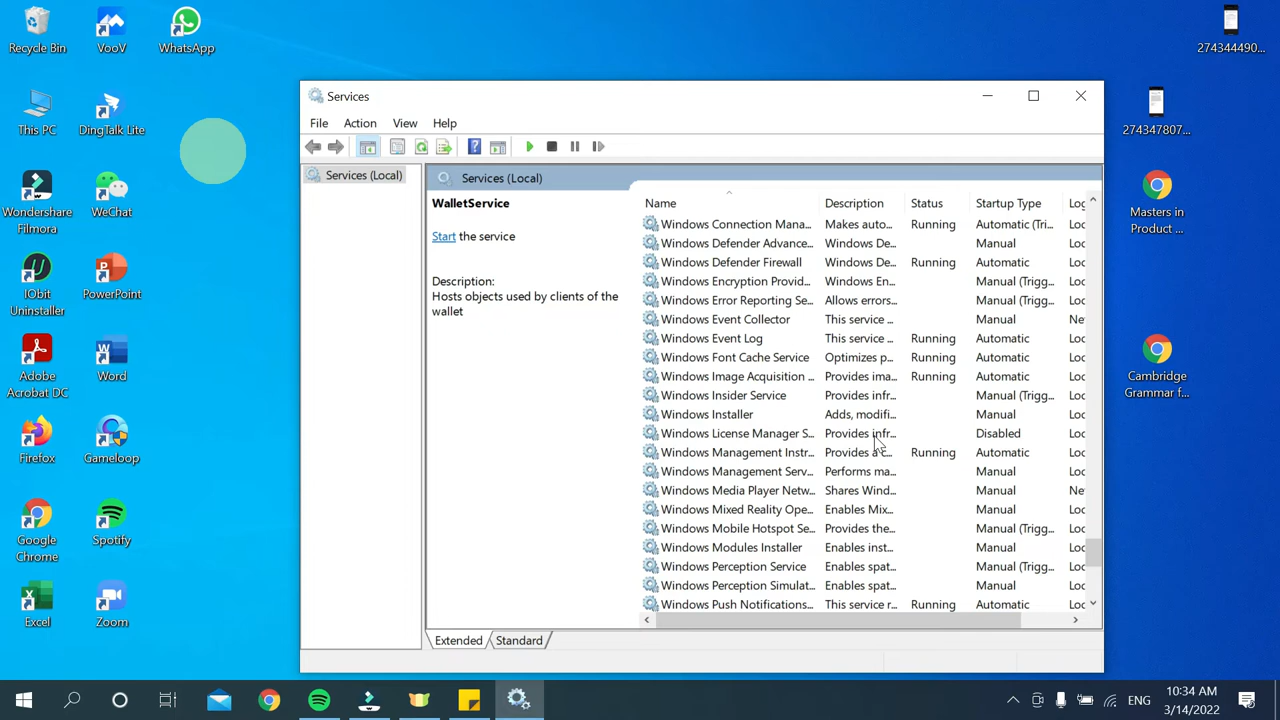 Recycle Bin
VooV
WhatsApp
274344490...
This PC
DingTalk Lite
274347807...
Wondershare
Filmora
WeChat
Masters in
Product ...
IObit
Uninstaller
PowerPoint
Adobe
Acrobat DC
Word
Cambridge
Grammar f...
Firefox
Gameloop
Google
Chrome
Spotify
Excel
Zoom
Services
File Action View Help
Services (Local)
Services (Local)
WalletService
Start the service
Description:
Hosts objects used by clients of the
wallet
Name Description Status Startup Type Log
Windows Connection Mana... Makes auto... Running Automatic (Tri... Loc
Windows Defender Advance... Windows De... Manual Loc
Windows Defender Firewall Windows De... Running Automatic Loc
Windows Encryption Provid... Windows En... Manual (Trigg... Loc
Windows Error Reporting Se... Allows errors... Manual (Trigg... Loc
Windows Event Collector This service ... Manual Ne
Windows Event Log This service ... Running Automatic Loc
Windows Font Cache Service Optimizes p... Running Automatic Loc
Windows Image Acquisition ... Provides ima... Running Automatic Loc
Windows Insider Service Provides infr... Manual (Trigg... Loc
Windows Installer Adds, modifi... Manual Loc
Windows License Manager S... Provides infr... Disabled Loc
Windows Management Instr... Provides a c... Running Automatic Loc
Windows Management Serv... Performs ma... Manual Loc
Windows Media Player Netw... Shares Wind... Manual Ne
Windows Mixed Reality Ope... Enables Mix... Manual Loc
Windows Mobile Hotspot Se... Provides the... Manual (Trigg... Loc
Windows Modules Installer Enables inst... Manual Loc
Windows Perception Service Enables spat... Manual (Trigg... Loc
Windows Perception Simulat... Enables spat... Manual Loc
Windows Push Notifications... This service r... Running Automatic Loc
Extended Standard
ENG
10:34 AM
3/14/2022